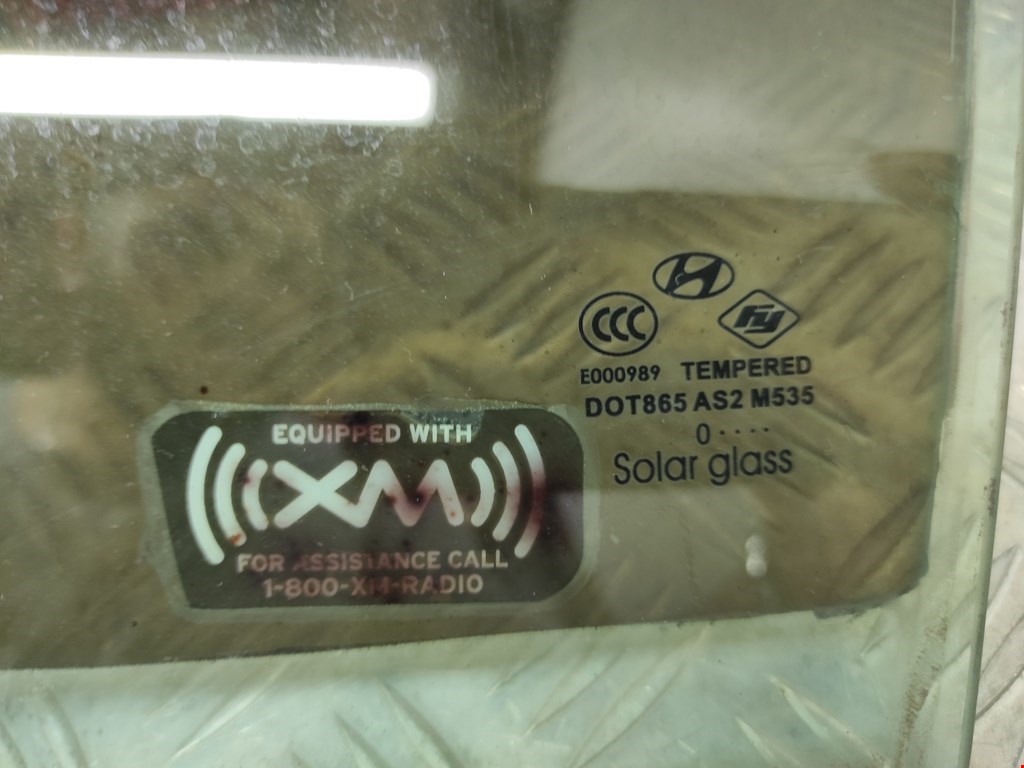 CCC
FY
E000989 TEMPERED
DOT865 AS2 M535
0 ····
Solar glass
EQUIPPED WITH
XM
FOR ASSISTANCE CALL
1-800-XM-RADIO